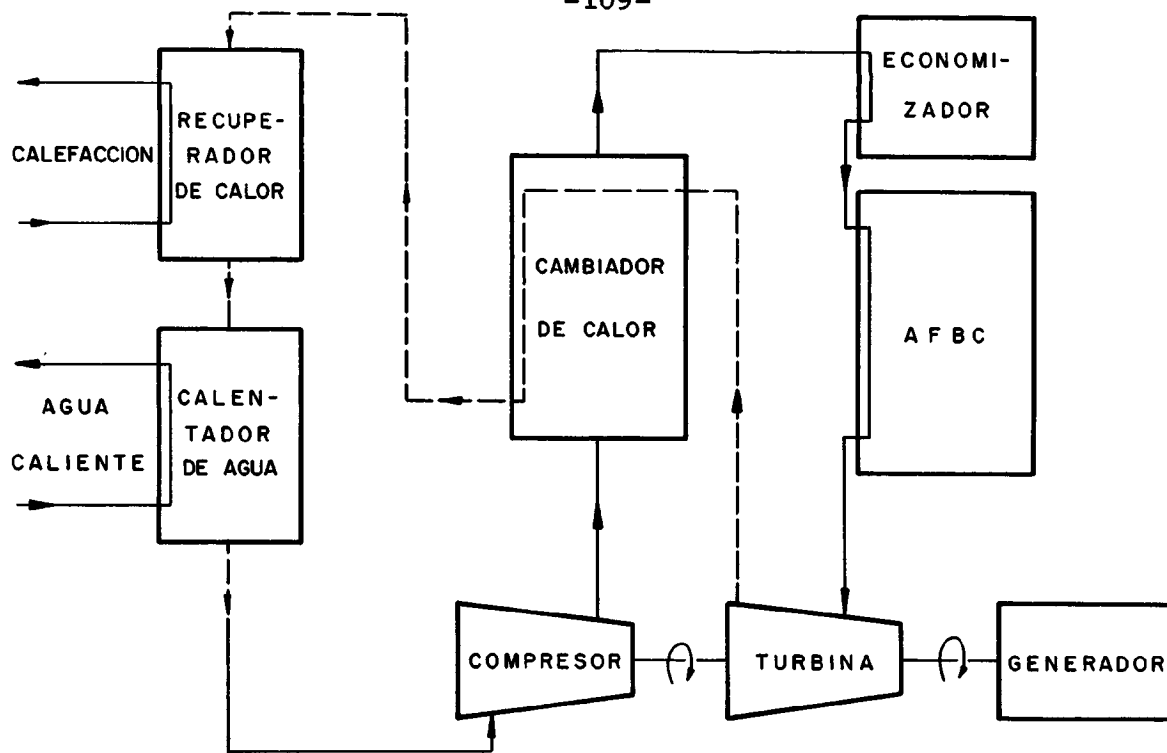 -109-
RECUPE-
RADOR
DE CALOR
CALEFACCION
CALEN-
TADOR
DE AGUA
AGUA
CALIENTE
CAMBIADOR
DE CALOR
ECONOMI-
ZADOR
AFBC
COMPRESOR
TURBINA
GENERADOR